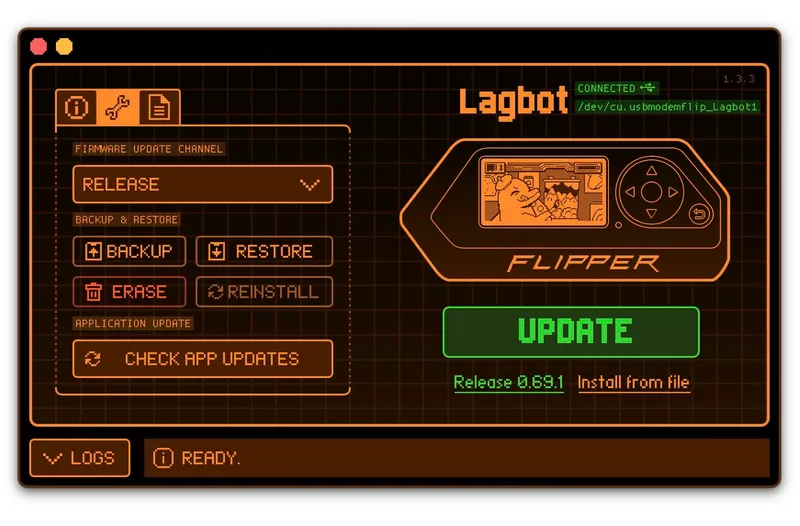 1.3.3
Lagbot
CONNECTED
/dev/cu.usbmodemflip_Lagbot1
FIRMWARE UPDATE CHANNEL
RELEASE
BACKUP & RESTORE
BACKUP
RESTORE
ERASE
REINSTALL
APPLICATION UPDATE
CHECK APP UPDATES
FLIPPER
UPDATE
Release 0.69.1
Install from file
LOGS
READY.